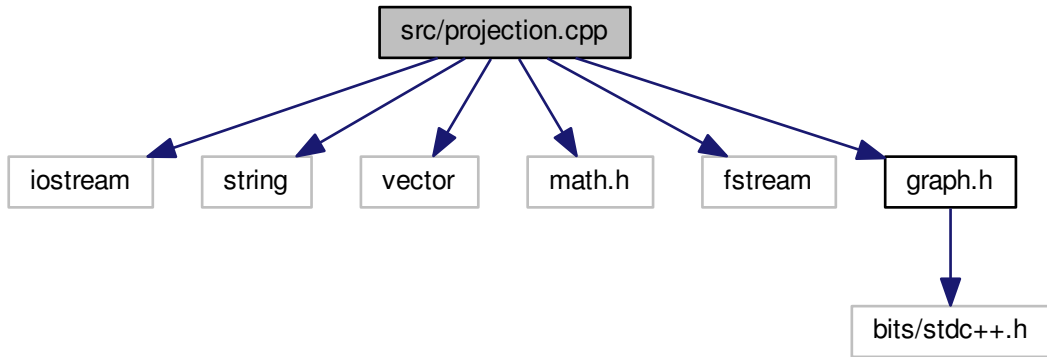 src/projection.cpp
iostream
string
vector
math.h
fstream
graph.h
bits/stdc++.h